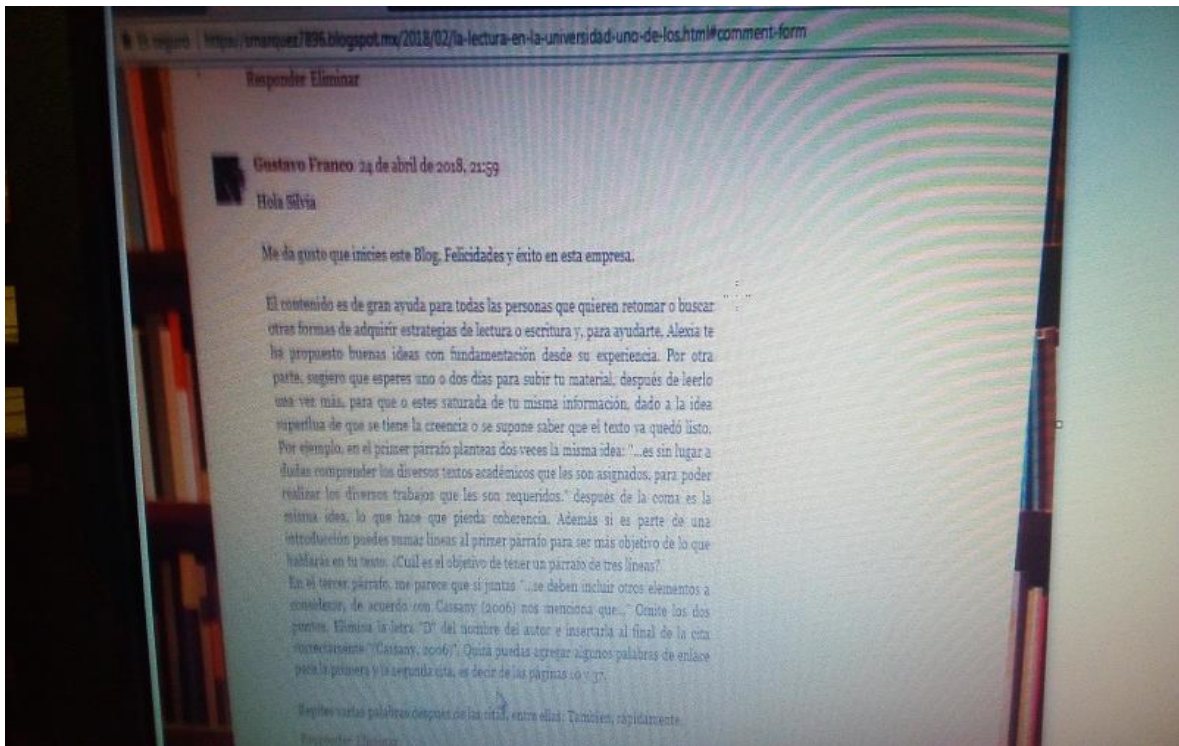 Es seguro | https://smarquez7896.blogspot.mx/2018/02/la-lectura-en-la-universidad-uno-de-los.html#comment-form
Responder Eliminar
Gustavo Franco 24 de abril de 2018, 21:59
Hola Silvia
Me da gusto que inicies este Blog. Felicidades y éxito en esta empresa.
El contenido es de gran ayuda para todas las personas que quieren retomar o buscar
otras formas de adquirir estrategias de lectura o escritura y, para ayudarte, Alexia te
ha propuesto buenas ideas con fundamentación desde su experiencia. Por otra
parte, sugiero que esperes uno o dos días para subir tu material, después de leerlo
una vez más, para que o estes saturada de tu misma información, dado a la idea
superflua de que se tiene la creencia o se supone saber que el texto ya quedó listo.
Por ejemplo, en el primer párrafo planteas dos veces la misma idea: "...es sin lugar a
dudas comprender los diversos textos académicos que les son asignados, para poder
realizar los diversos trabajos que les son requeridos." después de la coma es la
misma idea, lo que hace que pierda coherencia. Además si es parte de una
introducción puedes sumar líneas al primer párrafo para ser más objetivo de lo que
hablarás en tu texto. ¿Cuál es el objetivo de tener un párrafo de tres líneas?
En el tercer párrafo, me parece que si juntas "...se deben incluir otros elementos a
considerar, de acuerdo con Cassany (2006) nos menciona que..." Omite los dos
puntos. Elimina la letra "D" del nombre del autor e insertarla al final de la cita
correctamente "(Cassany, 2006)". Quizá puedas agregar algunos palabras de enlace
para la primera y la segunda cita, es decir de las páginas 10 y 37.
Repites varias palabras después de las citas, entre ellas: También, rápidamente.
Responder Eliminar